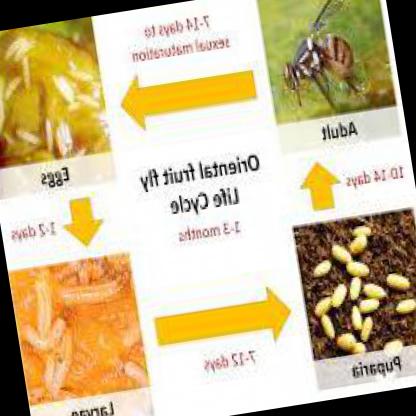 7-14 days to
sexual maturation
Eggs
Adult
Oriental fruit fly
Life Cycle
1-3 months
1-2 days
10-14 days
7-12 days
Larvae
Puparia